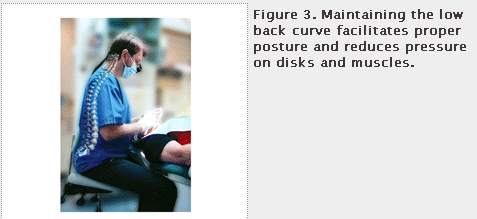 Figure 3. Maintaining the low
back curve facilitates proper
posture and reduces pressure
on disks and muscles.